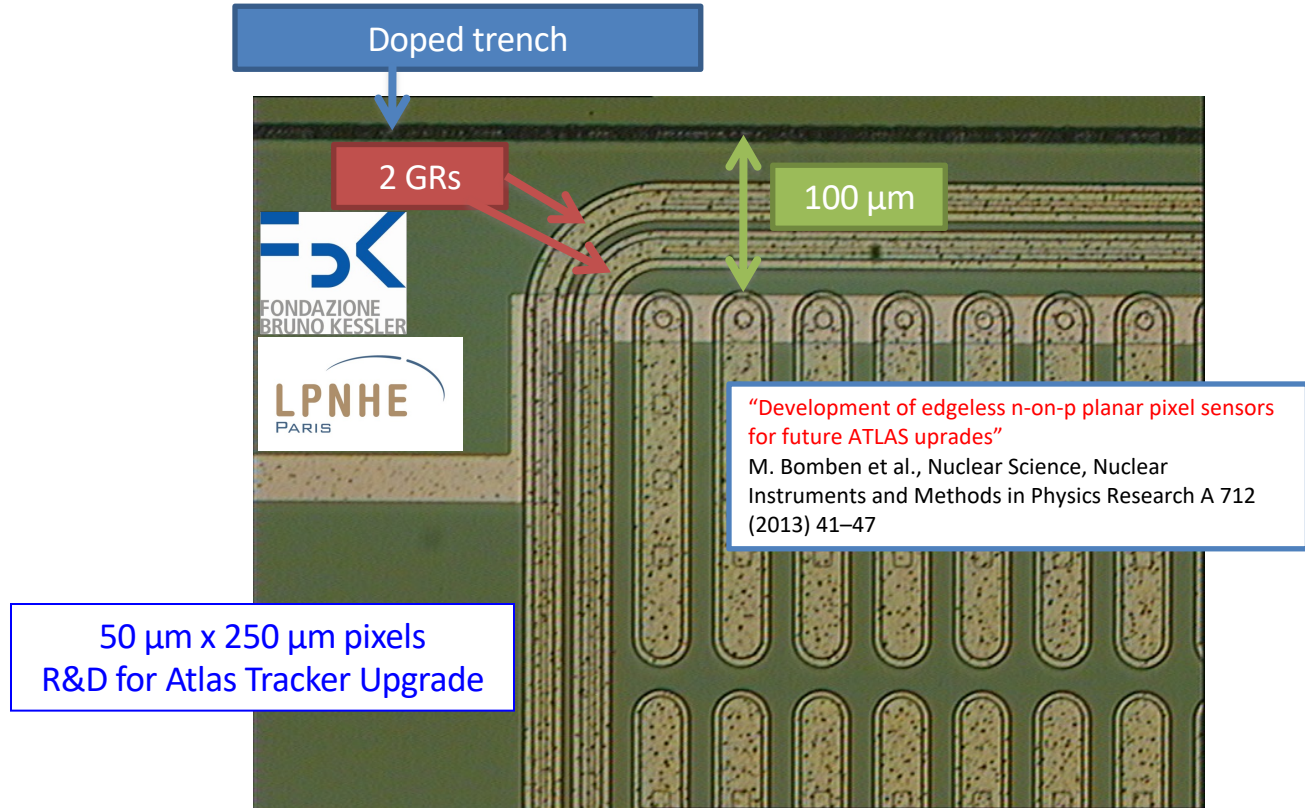 Doped trench
2 GRs
100 µm
FBK
FONDAZIONE
BRUNO KESSLER
LPNHE
PARIS
“Development of edgeless n-on-p planar pixel sensors
for future ATLAS uprades”
M. Bomben et al., Nuclear Science, Nuclear
Instruments and Methods in Physics Research A 712
(2013) 41–47
50 µm x 250 µm pixels
R&D for Atlas Tracker Upgrade